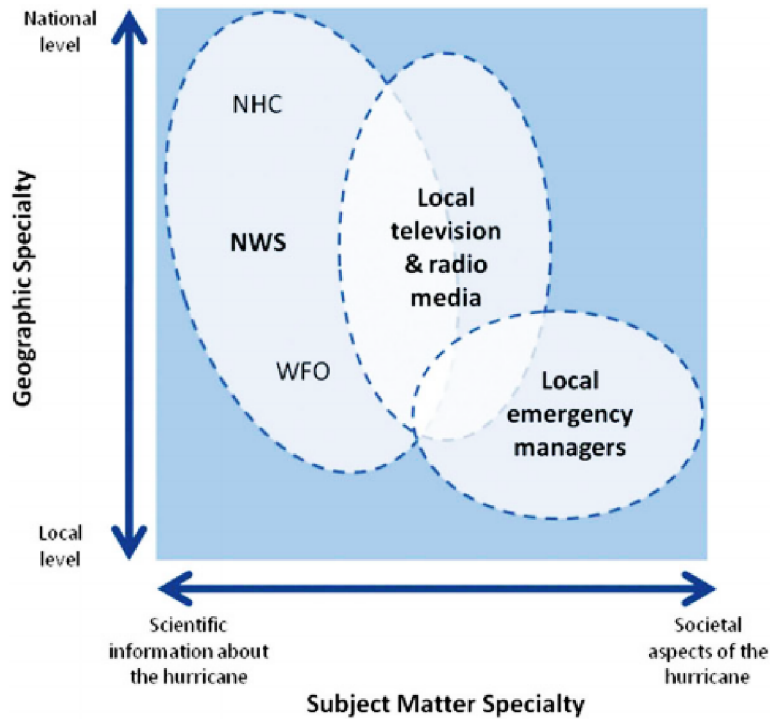 National
level
NHC
Local
television
& radio
media
NWS
Geographic Specialty
WFO
Local
emergency
managers
Local
level
Scientific
information about
the hurricane
Societal
aspects of the
hurricane
Subject Matter Specialty